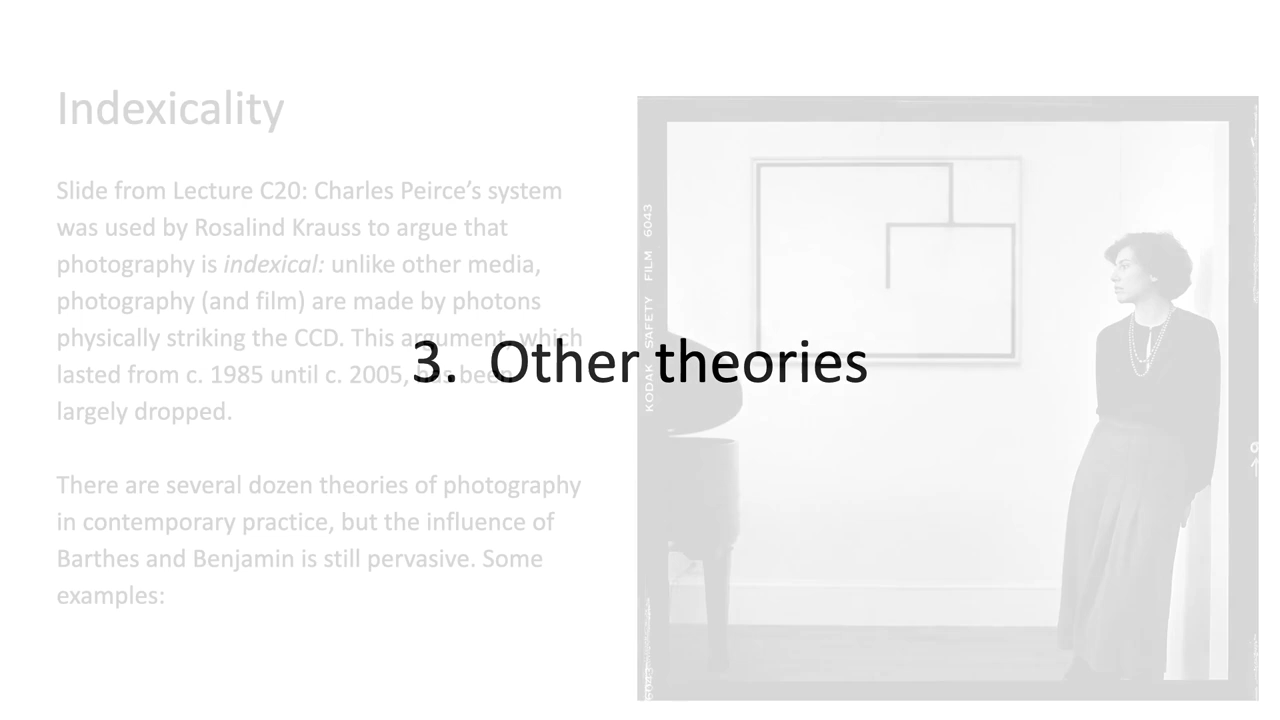 Indexicality
Slide from Lecture C20: Charles Peirce’s system
was used by Rosalind Krauss to argue that
photography is indexical: unlike other media,
photography (and film) are made by photons
physically striking the CCD. This argument, which
lasted from c. 1985 until c. 2005, has been
largely dropped.
There are several dozen theories of photography
in contemporary practice, but the influence of
Barthes and Benjamin is still pervasive. Some
examples:
3. Other theories
KODAK SAFETY FILM 6043
6043